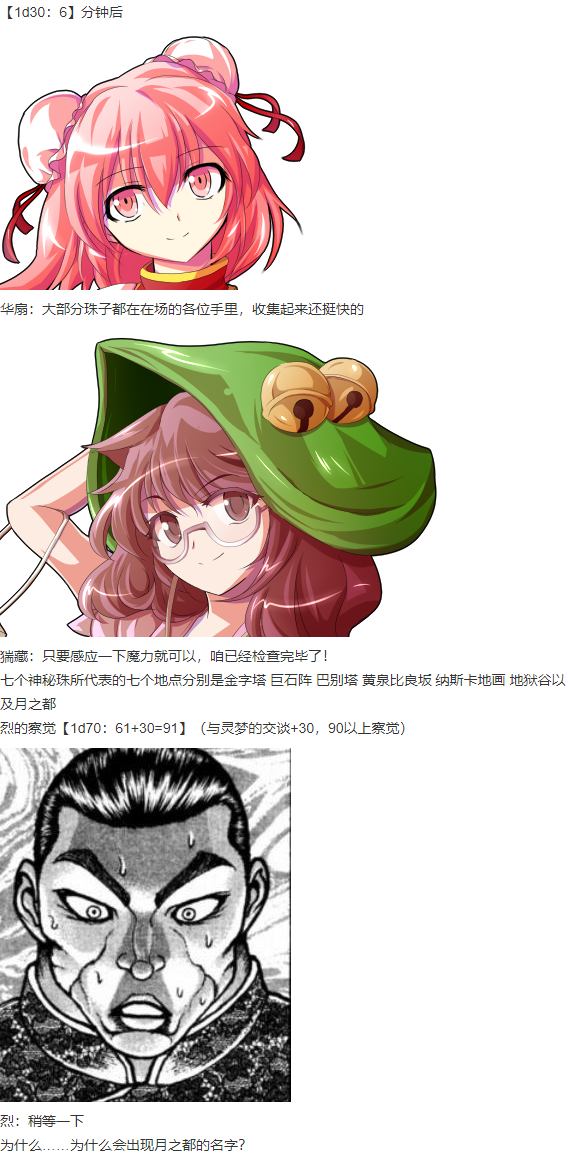 【1d30：6】分钟后
华扇：大部分珠子都在在场的各位手里，收集起来还挺快的
猯藏：只要感应一下魔力就可以，咱已经检查完毕了！
七个神秘珠所代表的七个地点分别是金字塔 巨石阵 巴别塔 黄泉比良坂 纳斯卡地画 地狱谷以
及月之都
烈的察觉【1d70：61+30=91】（与灵梦的交谈+30，90以上察觉）
烈：稍等一下
为什么……为什么会出现月之都的名字？